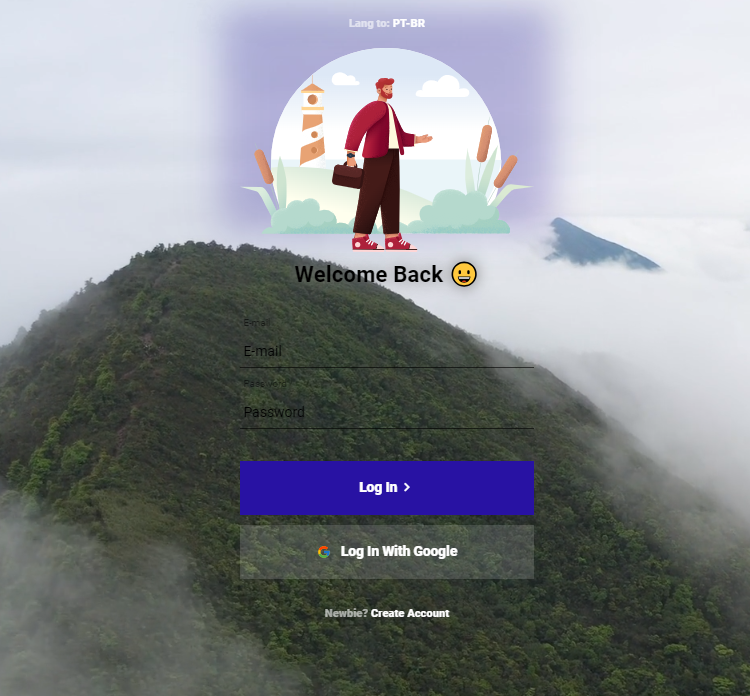 Lang to: PT-BR
Welcome Back
E-mail
E-mail
Password
Password
Log In
Log In With Google
Newbie? Create Account